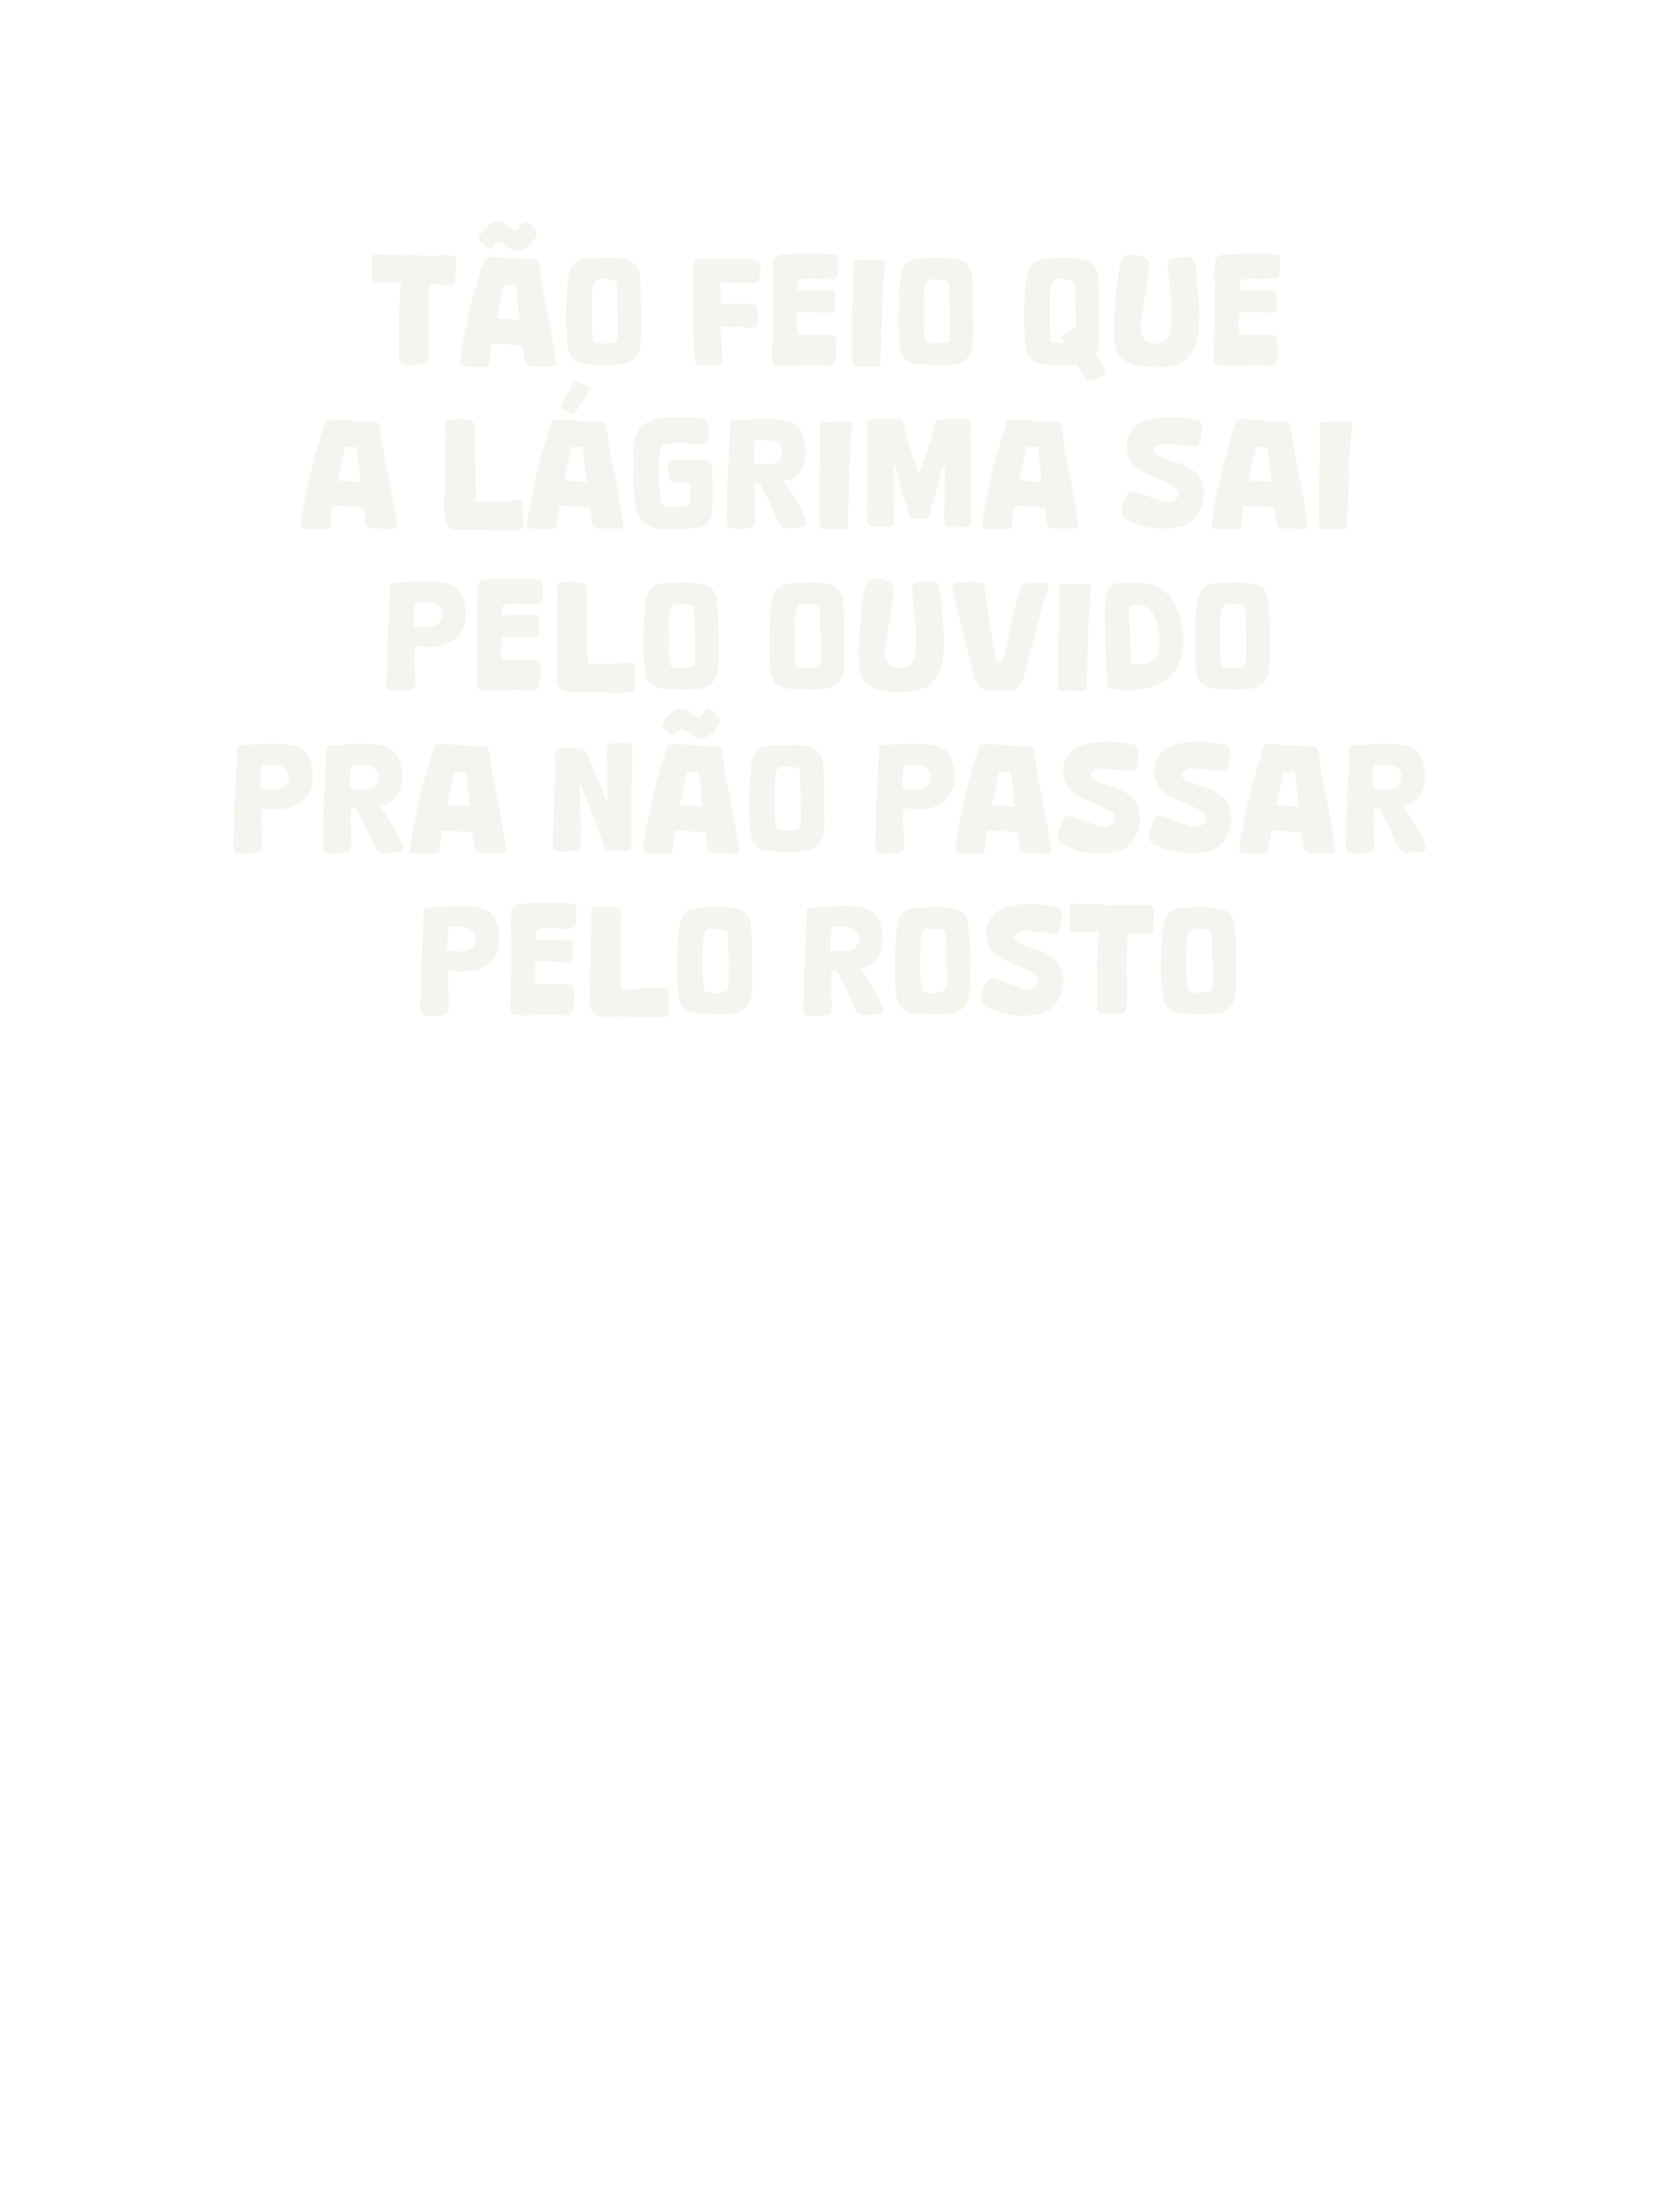 TÃO FEIO QUE
A LÁGRIMA SAI
PELO OUVIDO
PRA NÃO PASSAR
PELO ROSTO